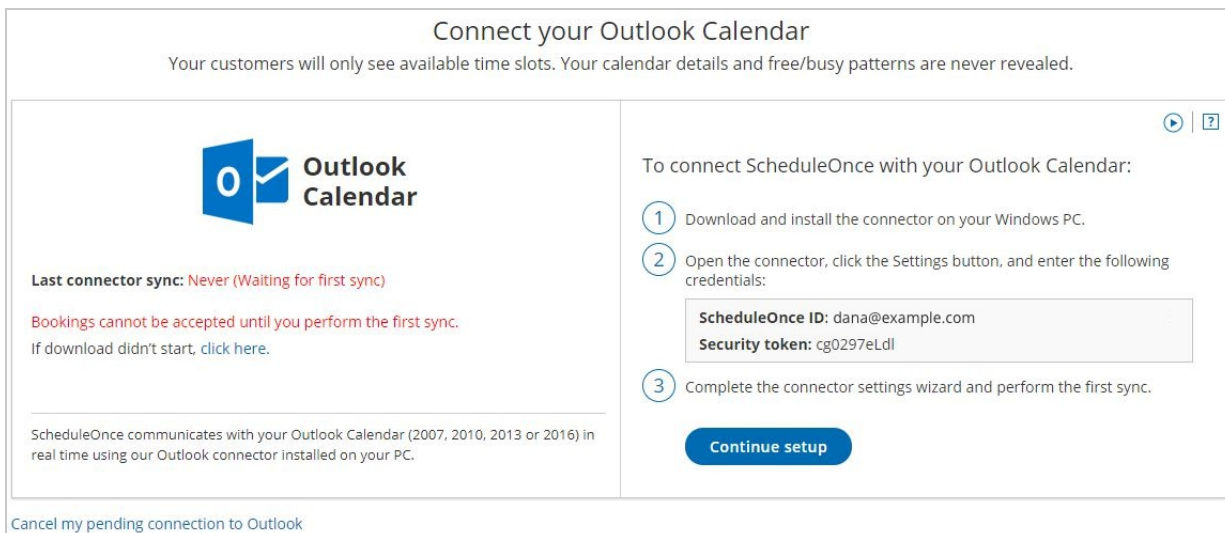 Connect your Outlook Calendar
Your customers will only see available time slots. Your calendar details and free/busy patterns are never revealed.
Outlook
Calendar
Last connector sync: Never (Waiting for first sync)
Bookings cannot be accepted until you perform the first sync.
If download didn't start, click here.
ScheduleOnce communicates with your Outlook Calendar (2007, 2010, 2013 or 2016) in
real time using our Outlook connector installed on your PC.
To connect ScheduleOnce with your Outlook Calendar:
1 Download and install the connector on your Windows PC.
2 Open the connector, click the Settings button, and enter the following
credentials:
ScheduleOnce ID: dana@example.com
Security token: cg0297eLdl
3 Complete the connector settings wizard and perform the first sync.
Continue setup
Cancel my pending connection to Outlook